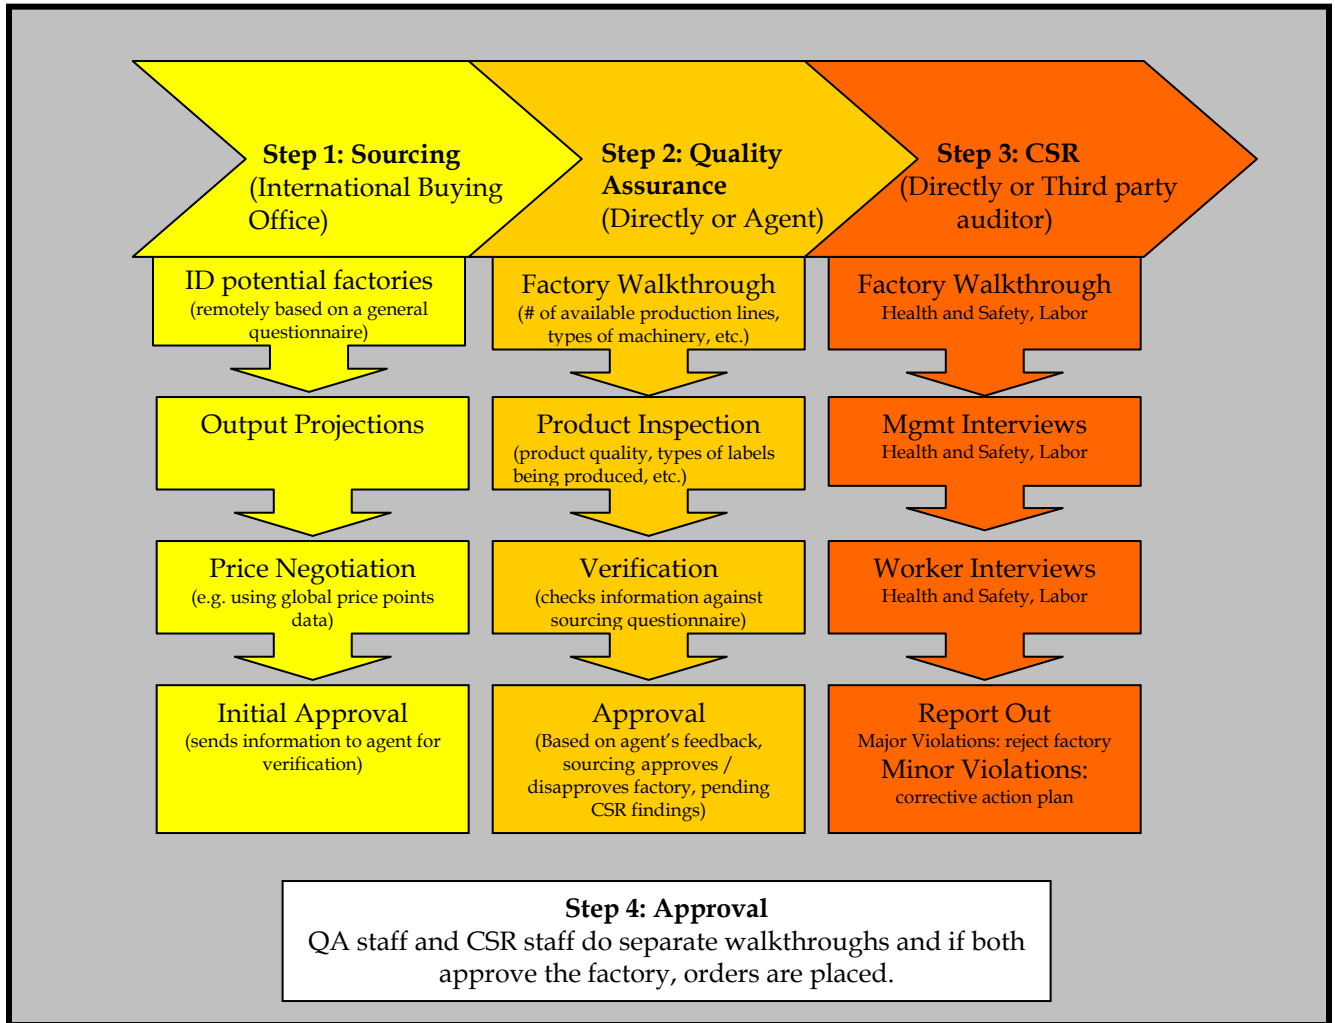 Step 1: Sourcing
(International Buying
Office)
Step 2: Quality
Assurance
(Directly or Agent)
Step 3: CSR
(Directly or Third party
auditor)
ID potential factories
(remotely based on a general
questionnaire)
Output Projections
Price Negotiation
(e.g. using global price points
data)
Initial Approval
(sends information to agent for
verification)
Factory Walkthrough
(# of available production lines,
types of machinery, etc.)
Product Inspection
(product quality, types of labels
being produced, etc.)
Verification
(checks information against
sourcing questionnaire)
Approval
(Based on agent’s feedback,
sourcing approves /
disapproves factory, pending
CSR findings)
Factory Walkthrough
Health and Safety, Labor
Mgmt Interviews
Health and Safety, Labor
Worker Interviews
Health and Safety, Labor
Report Out
Major Violations: reject factory
Minor Violations:
corrective action plan
Step 4: Approval
QA staff and CSR staff do separate walkthroughs and if both
approve the factory, orders are placed.